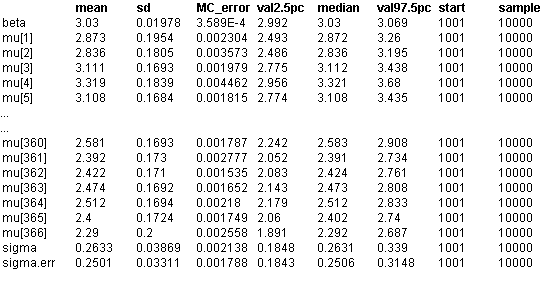 mean sd MC_error val2.5pc median val97.5pc start sample
beta 3.03 0.01978 3.589E-4 2.992 3.03 3.069 1001 10000
mu[1] 2.873 0.1954 0.002304 2.493 2.872 3.26 1001 10000
mu[2] 2.836 0.1805 0.003573 2.486 2.836 3.195 1001 10000
mu[3] 3.111 0.1693 0.001979 2.775 3.112 3.438 1001 10000
mu[4] 3.319 0.1839 0.004462 2.956 3.321 3.68 1001 10000
mu[5] 3.108 0.1684 0.001815 2.774 3.108 3.435 1001 10000
...
...
mu[360] 2.581 0.1693 0.001787 2.242 2.583 2.908 1001 10000
mu[361] 2.392 0.173 0.002777 2.052 2.391 2.734 1001 10000
mu[362] 2.422 0.171 0.001535 2.083 2.424 2.761 1001 10000
mu[363] 2.474 0.1692 0.001652 2.143 2.473 2.808 1001 10000
mu[364] 2.512 0.1694 0.00218 2.179 2.512 2.833 1001 10000
mu[365] 2.4 0.1724 0.001749 2.06 2.402 2.74 1001 10000
mu[366] 2.29 0.2 0.002558 1.891 2.292 2.687 1001 10000
sigma 0.2633 0.03869 0.002138 0.1848 0.2631 0.339 1001 10000
sigma.err 0.2501 0.03311 0.001788 0.1843 0.2506 0.3148 1001 10000